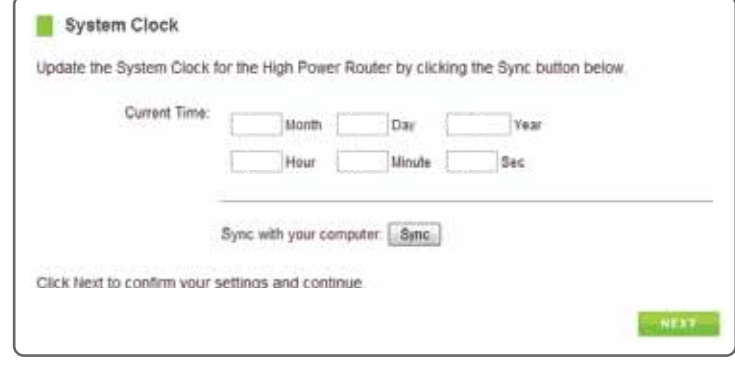 System Clock
Update the System Clock for the High Power Router by clicking the Sync button below.
Current Time: Month Day Year
Hour Minute Sec
Sync with your computer: Sync
Click Next to confirm your settings and continue
NEXT